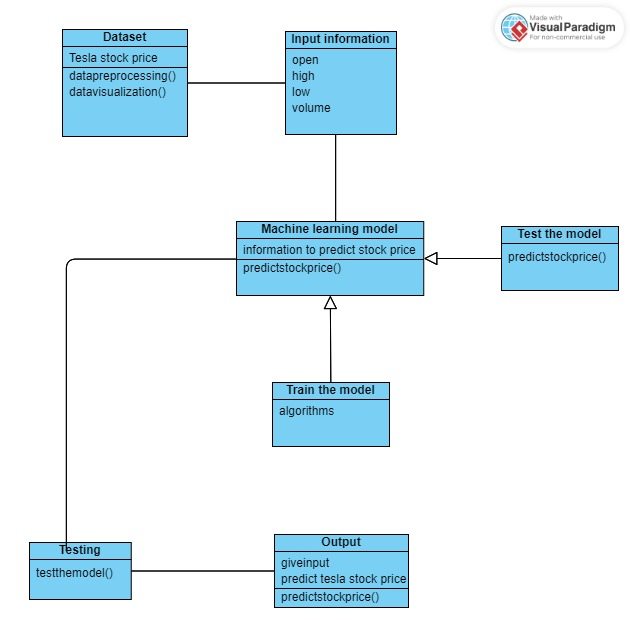 Made with
VisualParadigm
For non-commercial use
Dataset
Tesla stock price
datapreprocessing()
datavisualization()
Input information
open
high
low
volume
Machine learning model
information to predict stock price
predictstockprice()
Test the model
predictstockprice()
Train the model
algorithms
Testing
testthemodel()
Output
giveinput
predict tesla stock price
predictstockprice()